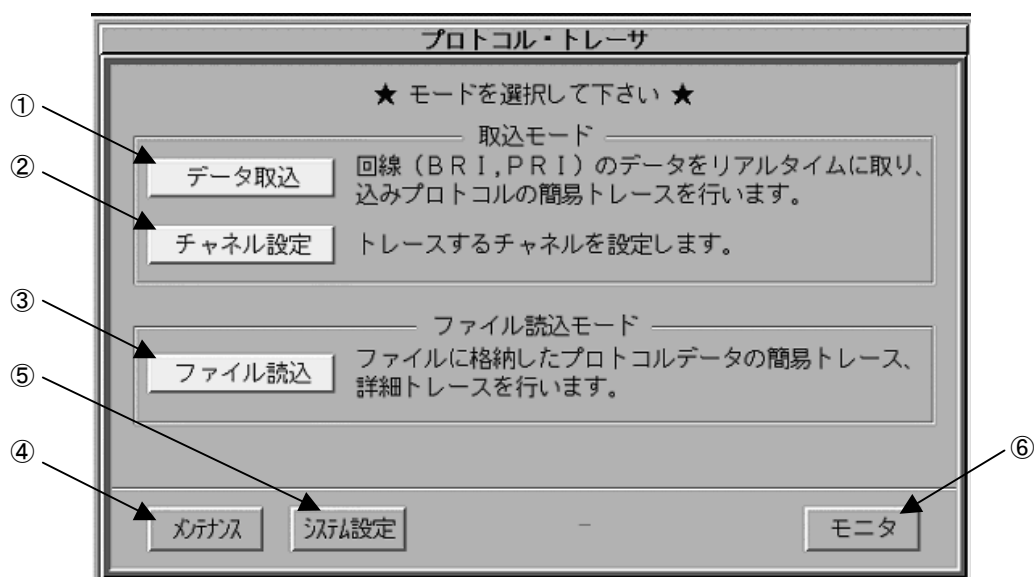 プロトコル・トレーサ
★ モードを選択して下さい ★
①
取込モード
データ取込
回線（ＢＲＩ,ＰＲＩ）のデータをリアルタイムに取り、
込みプロトコルの簡易トレースを行います。
②
チャネル設定
トレースするチャネルを設定します。
③
ファイル読込モード
ファイル読込
ファイルに格納したプロトコルデータの簡易トレース、
詳細トレースを行います。
⑤
④
⑥
ﾒﾝﾃﾅﾝｽ
ｼｽﾃﾑ設定
−
モニタ